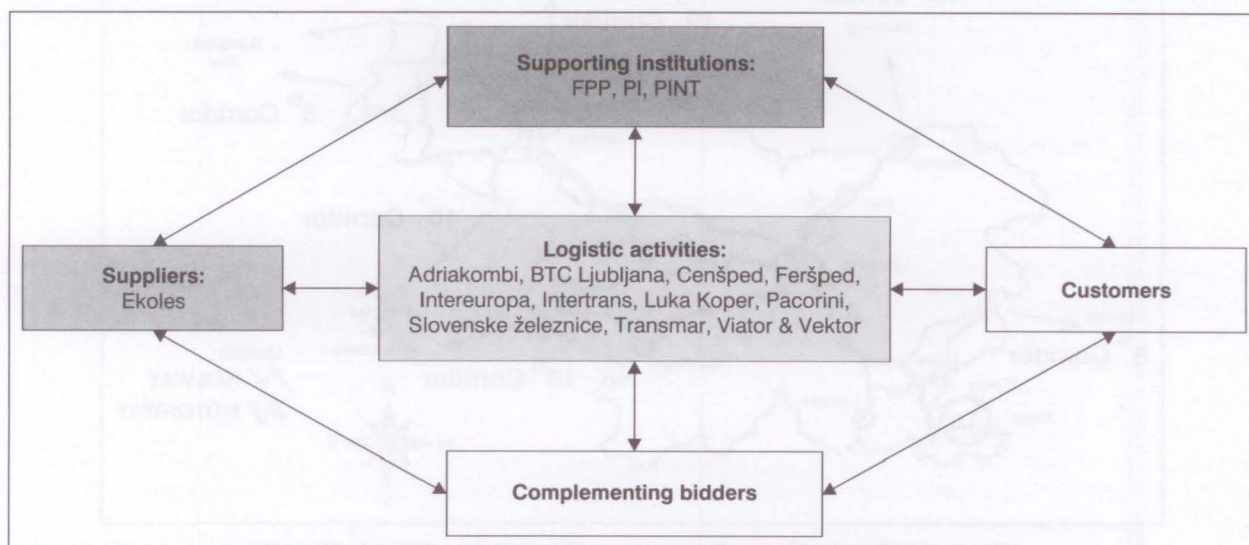 Supporting institutions:
FPP, PI, PINT
Suppliers:
Ekoles
Logistic activities:
Adriakombi, BTC Ljubljana, Cenšped, Feršped,
Intereuropa, Intertrans, Luka Koper, Pacorini,
Slovenske železnice, Transmar, Viator & Vektor
Customers
Complementing bidders